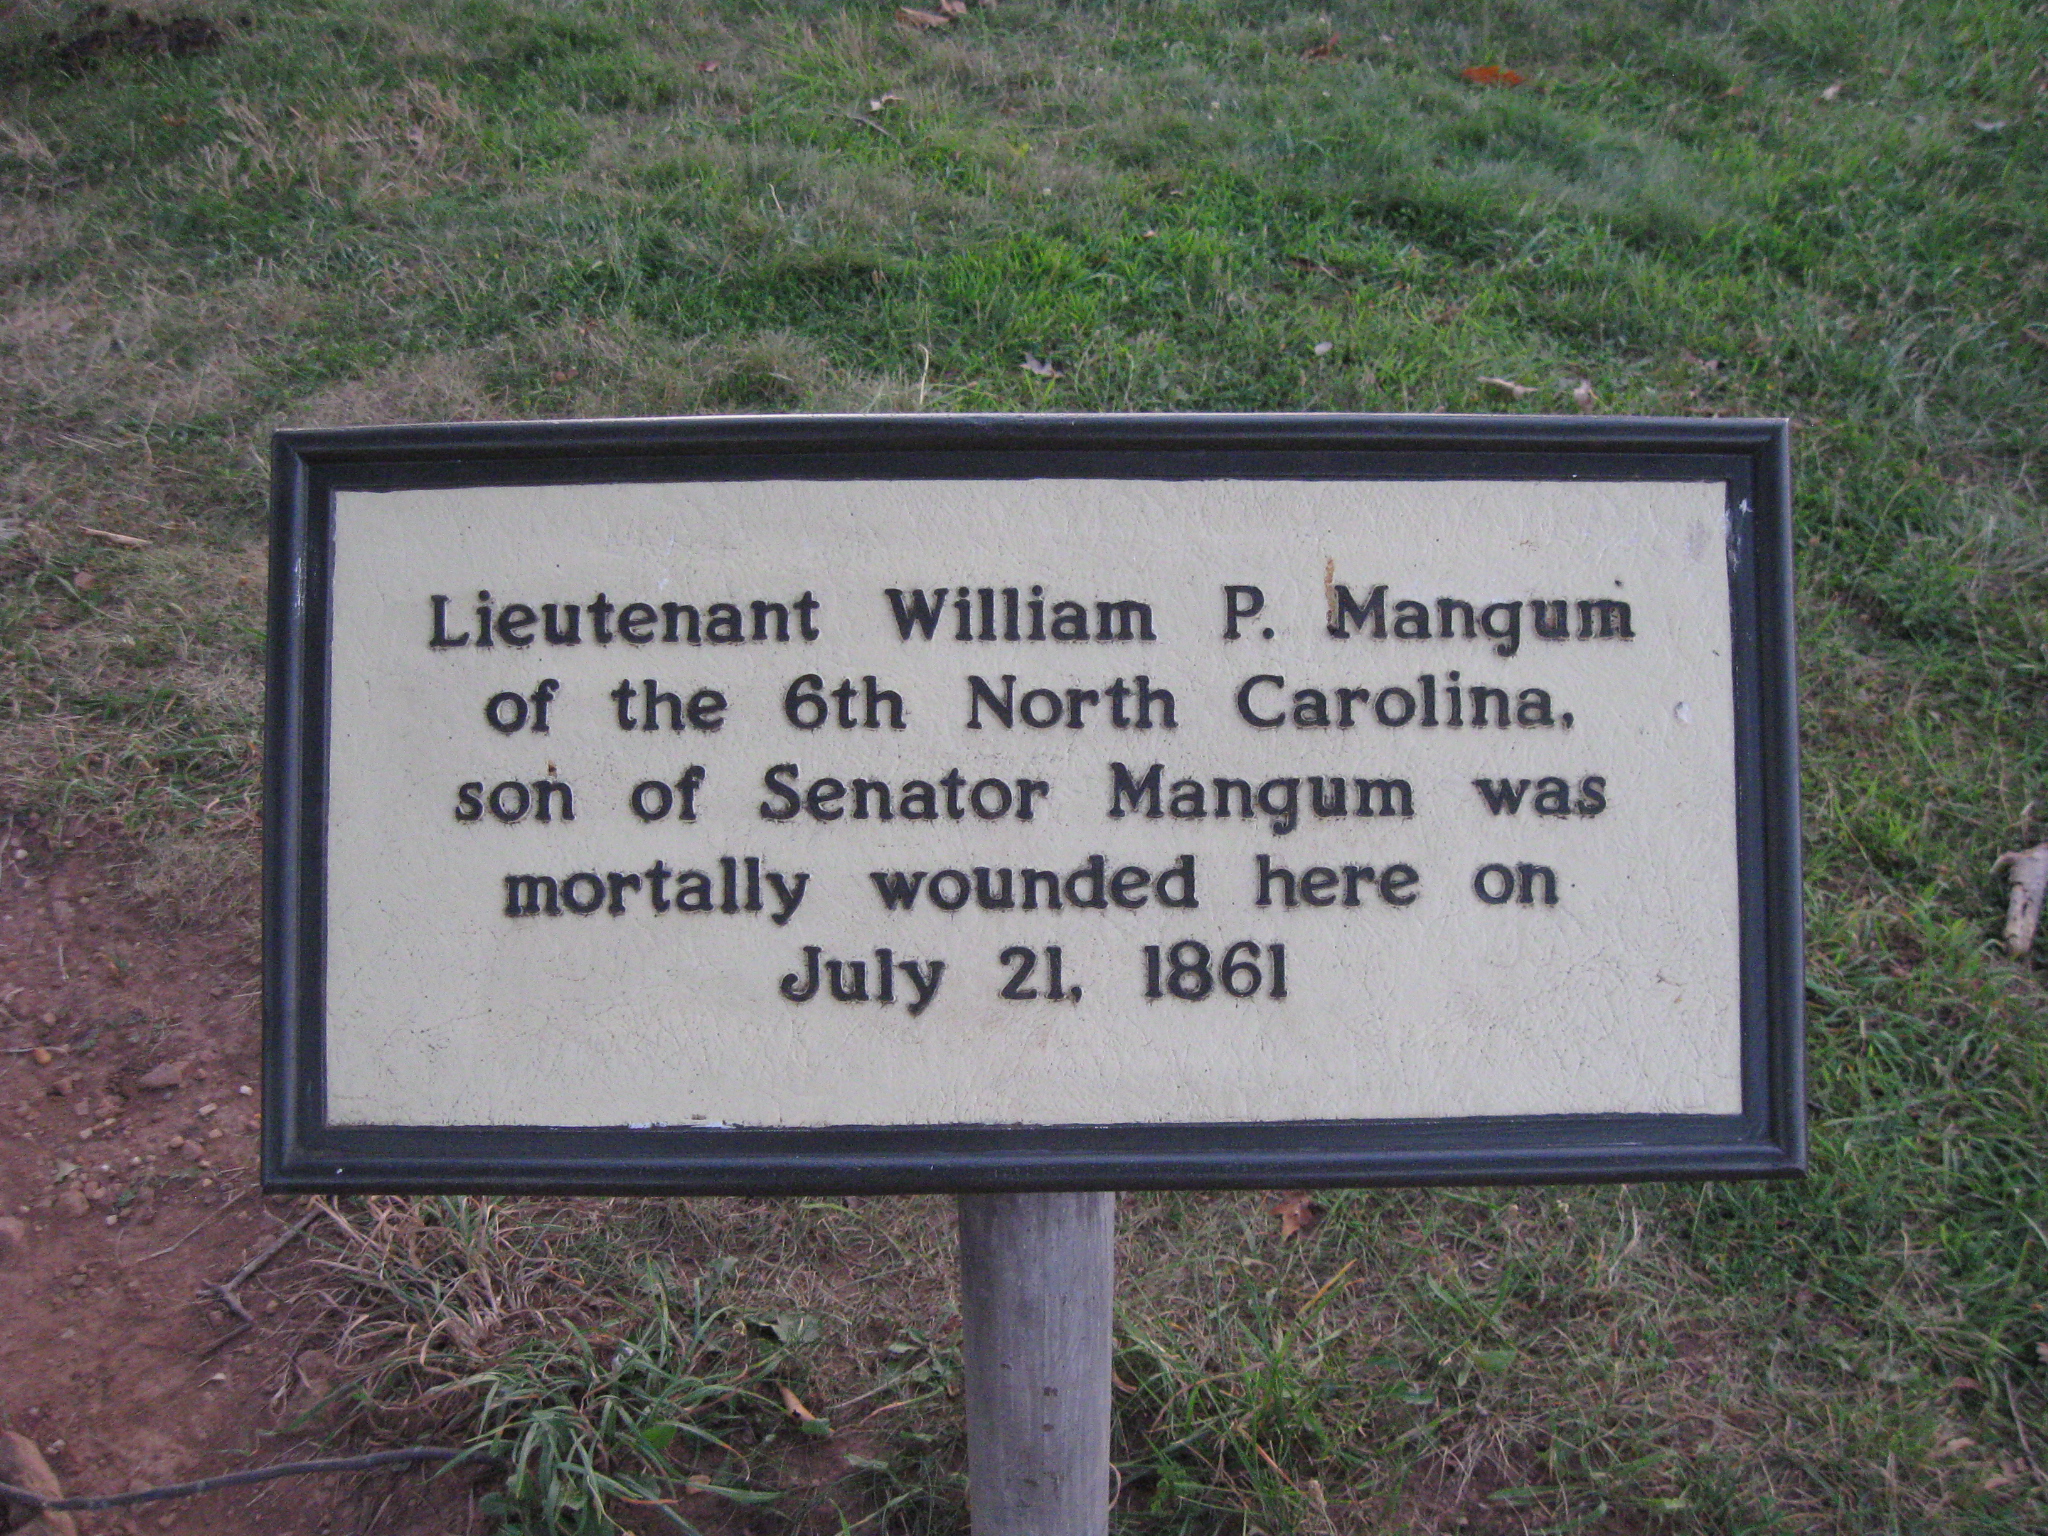 Lieutenant William P. Mangum
of the 6th North Carolina,
son of Senator Mangum was
mortally wounded here on
July 21, 1861